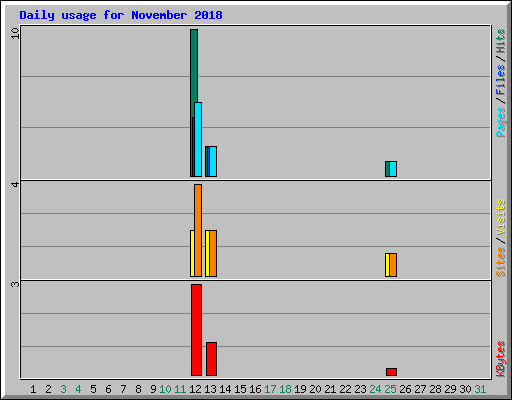 Daily usage for November 2018
10
4
3
Pages / Files / Hits
Sites / Visits
KBytes
1 2 3 4 5 6 7 8 9 10 11 12 13 14 15 16 17 18 19 20 21 22 23 24 25 26 27 28 29 30 31